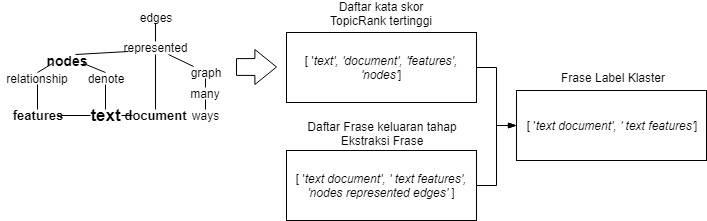 edges
represented
nodes
relationship
denote
graph
many
features
text
document
ways
Daftar kata skor
TopicRank tertinggi
[ 'text', 'document', 'features',
'nodes']
Daftar Frase keluaran tahap
Ekstraksi Frase
[ 'text document', ' text features',
'nodes represented edges' ]
Frase Label Klaster
[ 'text document', ' text features']